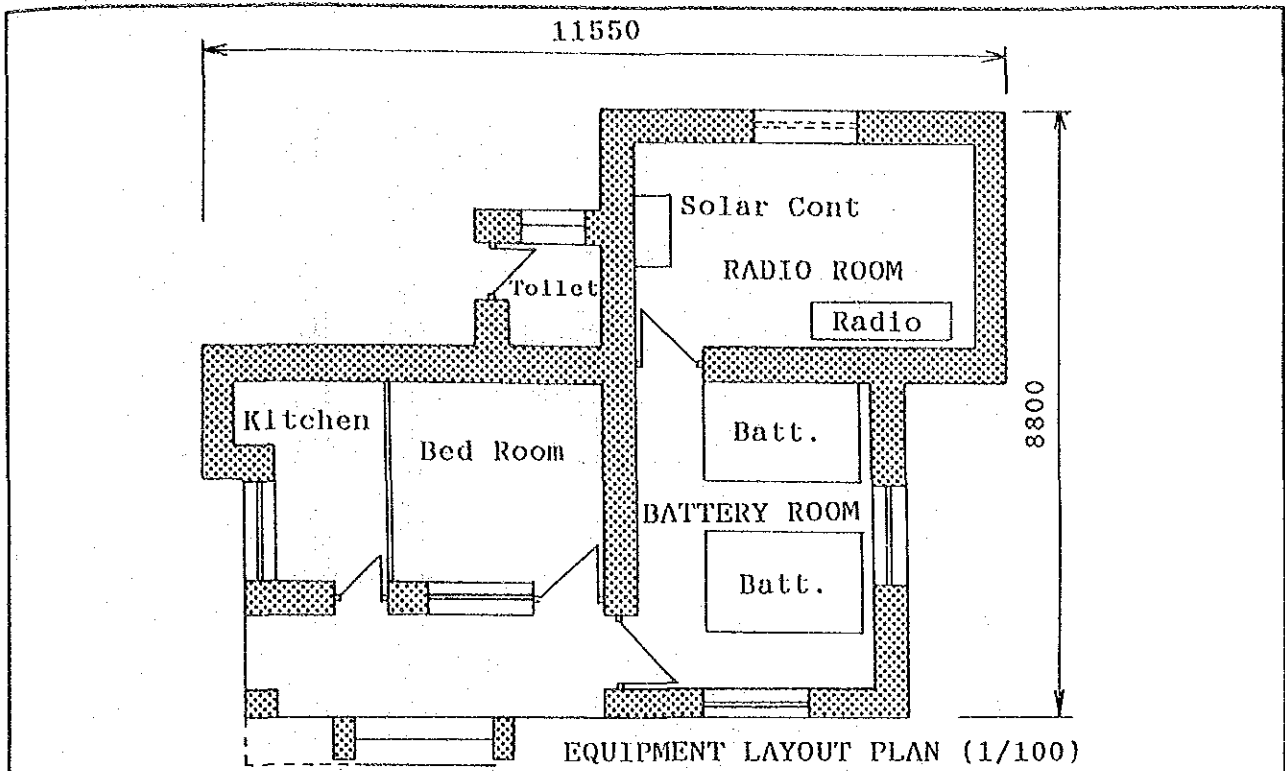 11550
Solar Cont
RADIO ROOM
Toilet
Radio
Kitchen
Bed Room
Batt.
8800
BATTERY ROOM
Batt.
EQUIPMENT LAYOUT PLAN (1/100)